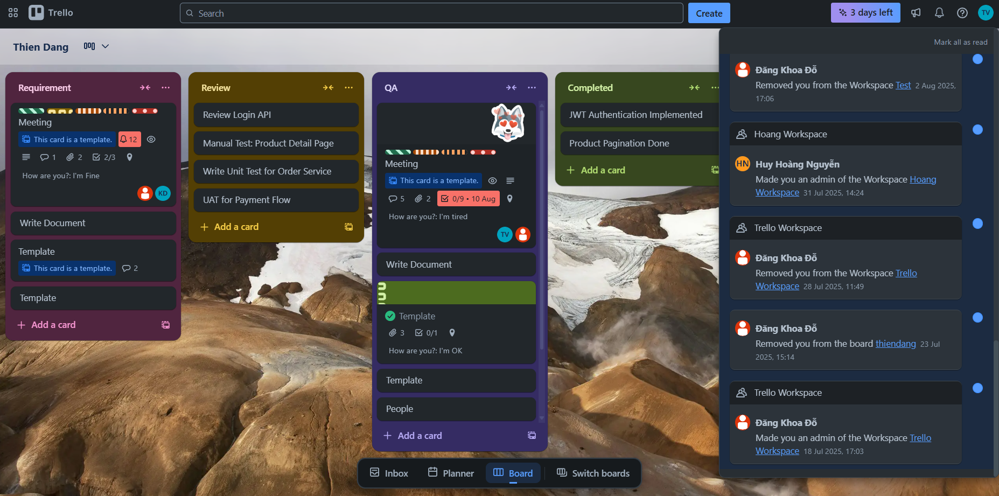 Trello
Search
Create
3 days left
TV
Thien Dang
Mark all as read
Requirement
Meeting
This card is a template.
12
1
2
2/3
How are you?: I'm Fine
KD
Write Document
Template
This card is a template.
2
Template
Add a card
Review
Review Login API
Manual Test: Product Detail Page
Write Unit Test for Order Service
UAT for Payment Flow
Add a card
QA
Meeting
This card is a template.
5
2
0/9 • 10 Aug
How are you?: I'm tired
TV
Write Document
Template
3
0/1
How are you?: I'm OK
Template
People
Add a card
Completed
JWT Authentication Implemented
Product Pagination Done
Add a card
Đăng Khoa Đỗ
Removed you from the Workspace Test 2 Aug 2025,
17:06
Hoang Workspace
HN
Huy Hoàng Nguyễn
Made you an admin of the Workspace Hoang
Workspace 31 Jul 2025, 14:24
Trello Workspace
Đăng Khoa Đỗ
Removed you from the Workspace Trello
Workspace 28 Jul 2025, 11:49
Đăng Khoa Đỗ
Removed you from the board thiendang 23 Jul
2025, 15:14
Trello Workspace
Đăng Khoa Đỗ
Made you an admin of the Workspace Trello
Workspace 18 Jul 2025, 17:03
Inbox
Planner
Board
Switch boards